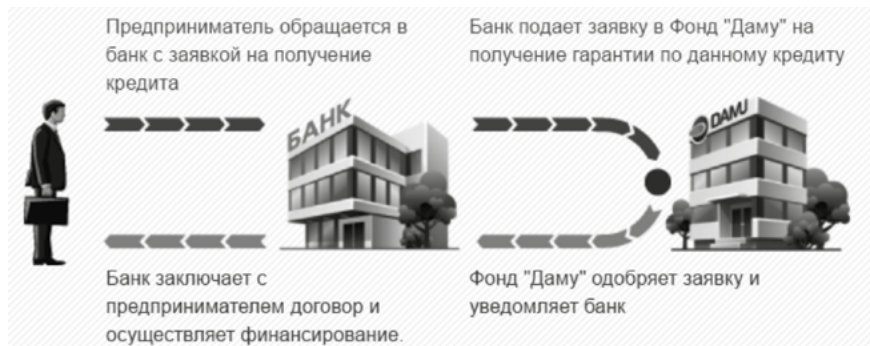 Предприниматель обращается в
банк с заявкой на получение
кредита
Банк подает заявку в Фонд "Даму" на
получение гарантии по данному кредиту
БАНК
DAMU
Банк заключает с
предпринимателем договор и
осуществляет финансирование.
Фонд "Даму" одобряет заявку и
уведомляет банк